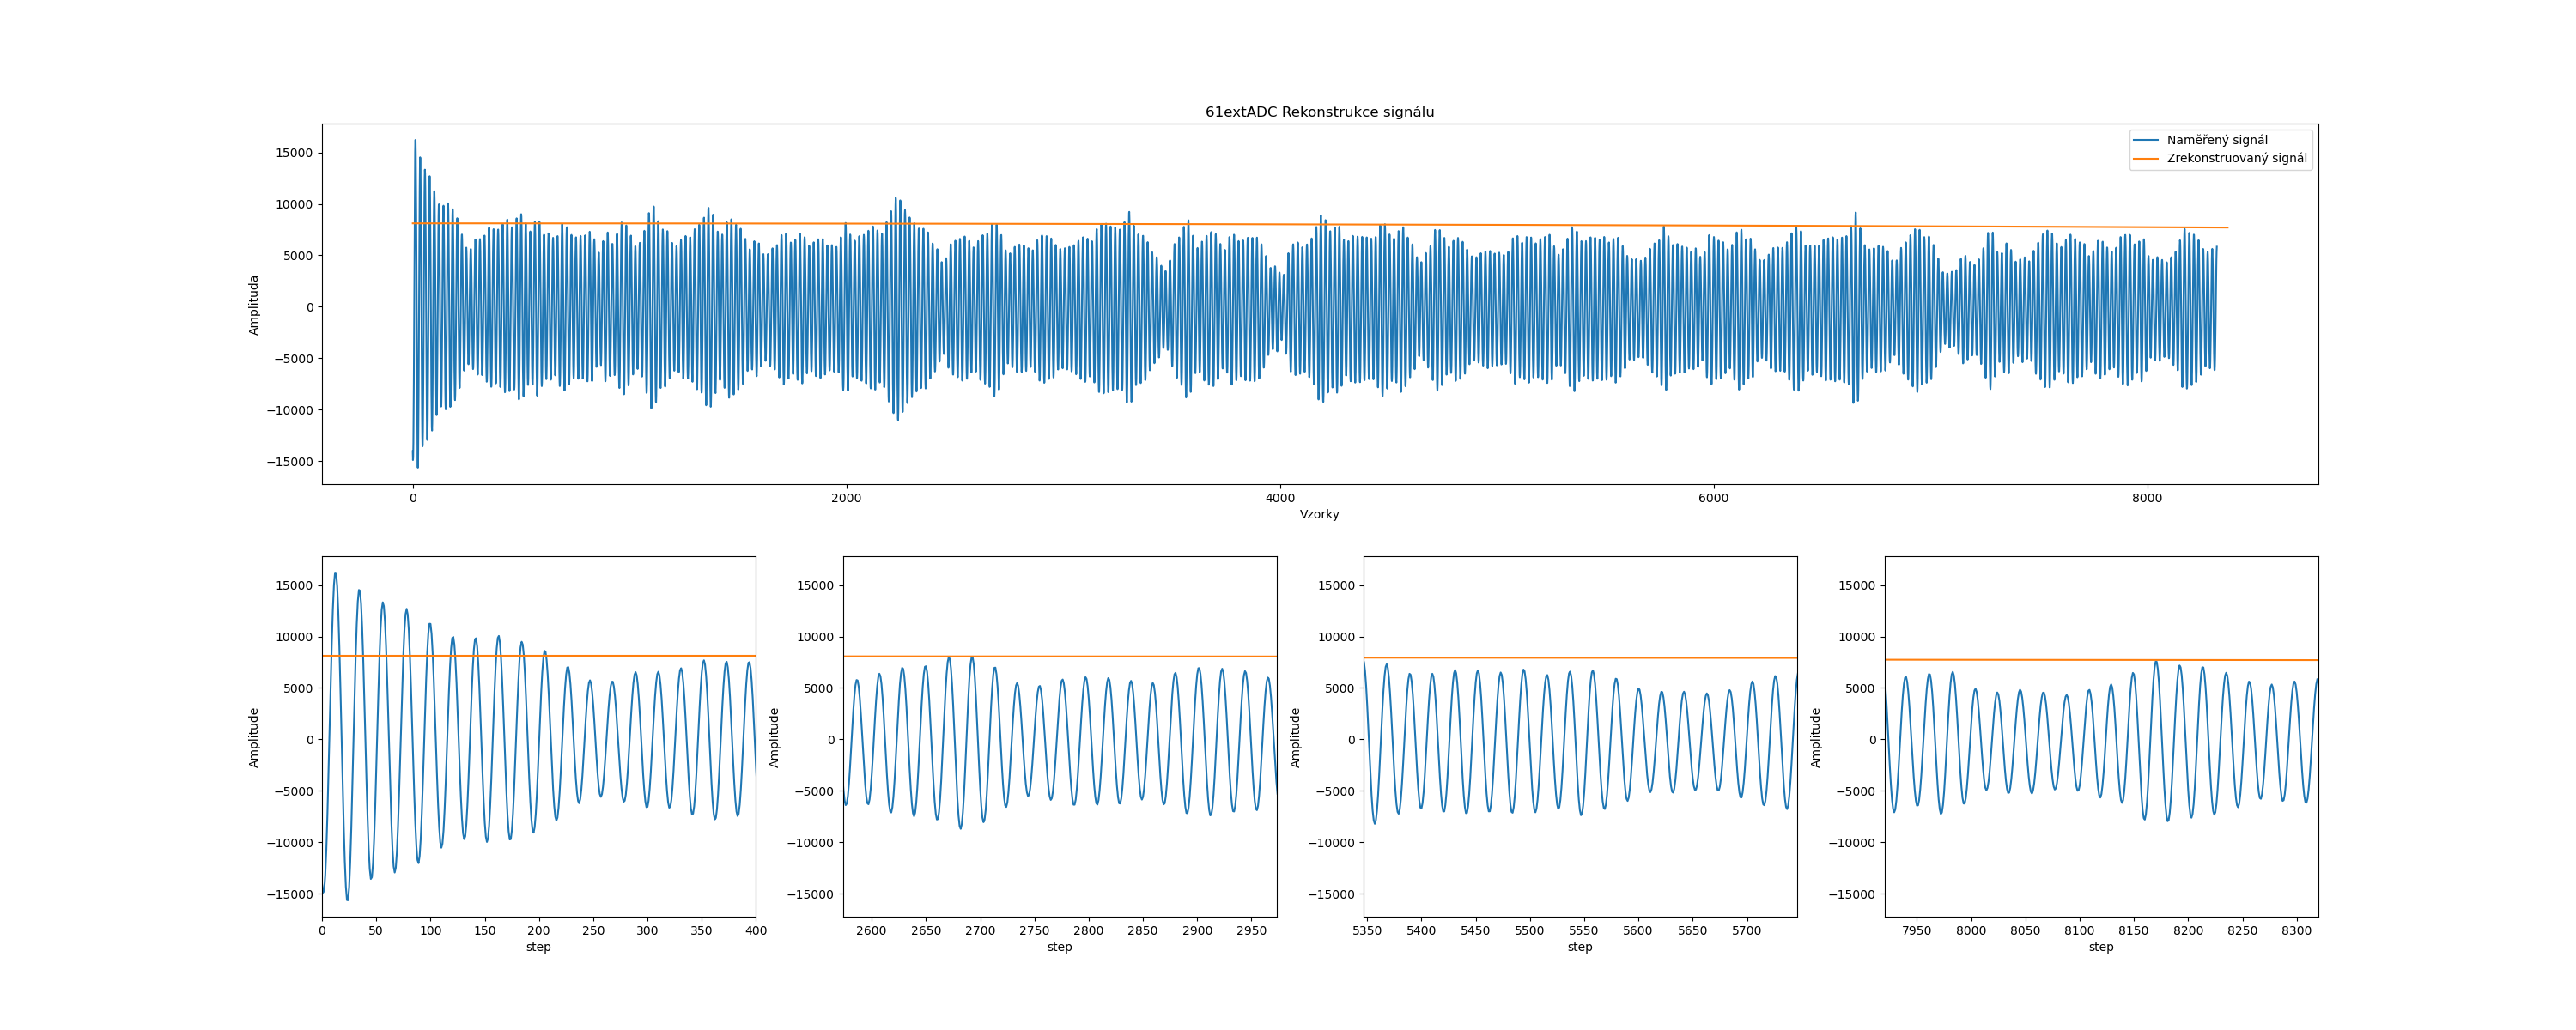 61extADC Rekonstrukce signálu
Amplituda
15000
10000
5000
0
−5000
−10000
−15000
Naměřený signál
Zrekonstruovaný signál
0 2000 4000 6000 8000
Vzorky
Amplitude
15000
10000
5000
0
−5000
−10000
−15000
0 50 100 150 200 250 300 350 400
step
Amplitude
15000
10000
5000
0
−5000
−10000
−15000
2600 2650 2700 2750 2800 2850 2900 2950
step
Amplitude
15000
10000
5000
0
−5000
−10000
−15000
5350 5400 5450 5500 5550 5600 5650 5700
step
Amplitude
15000
10000
5000
0
−5000
−10000
−15000
7950 8000 8050 8100 8150 8200 8250 8300
step